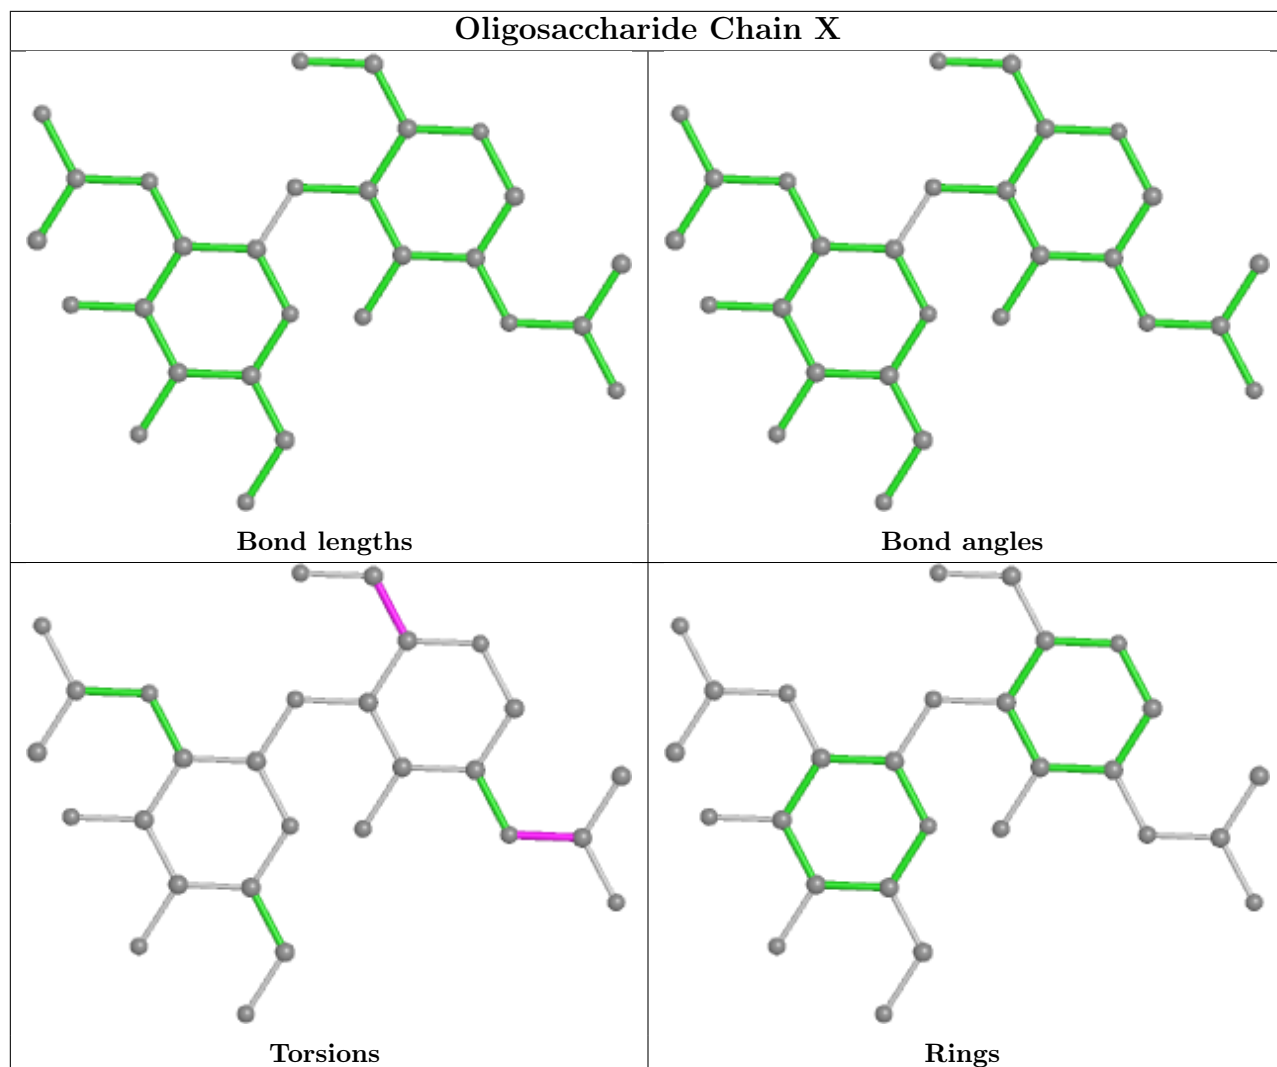 Oligosaccharide Chain X
Bond lengths
Bond angles
Torsions
Rings